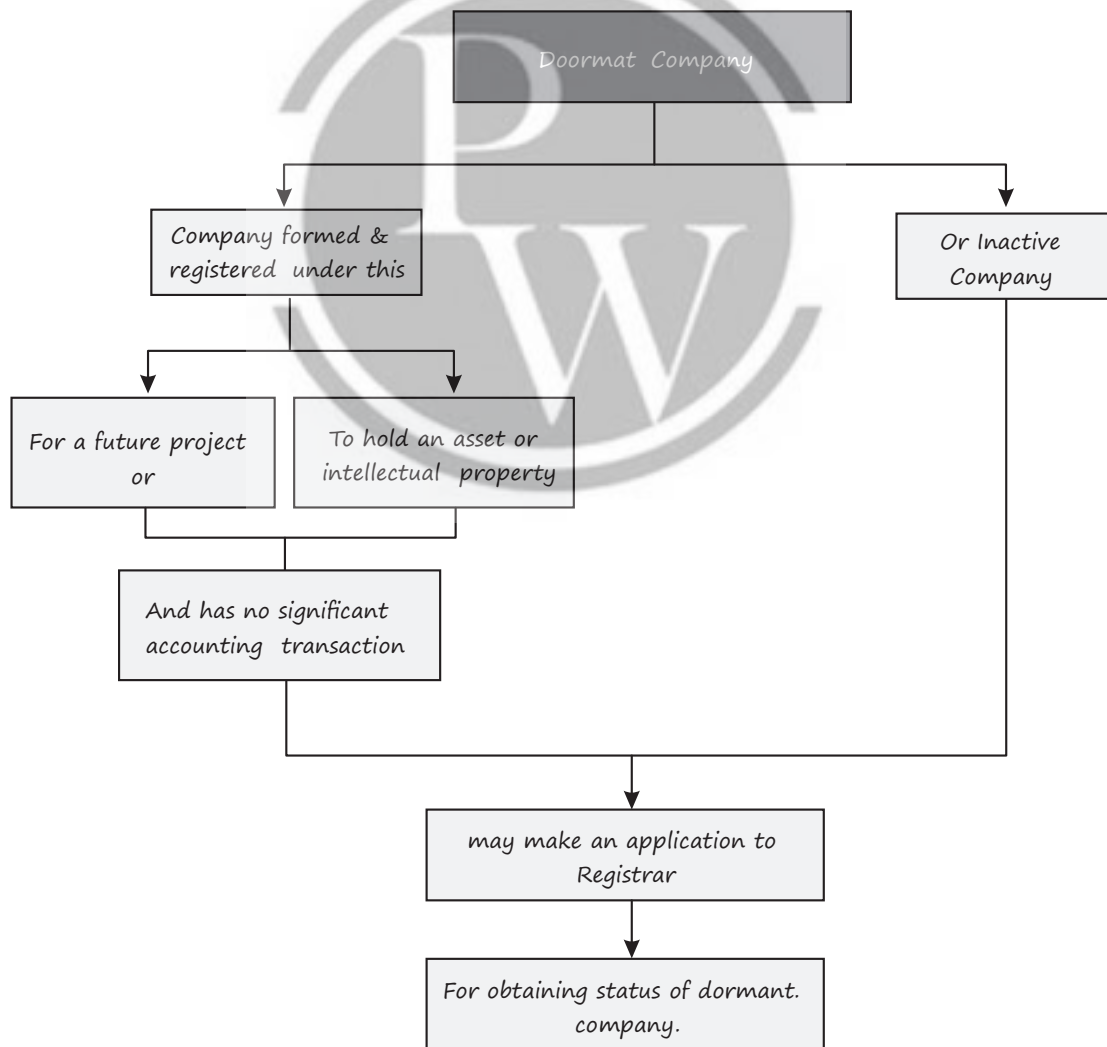 Doormat Company
Company formed &
registered under this
Or Inactive
Company
For a future project
or
To hold an asset or
intellectual property
And has no significant
accounting transaction
may make an application to
Registrar
For obtaining status of dormant.
company.
PW